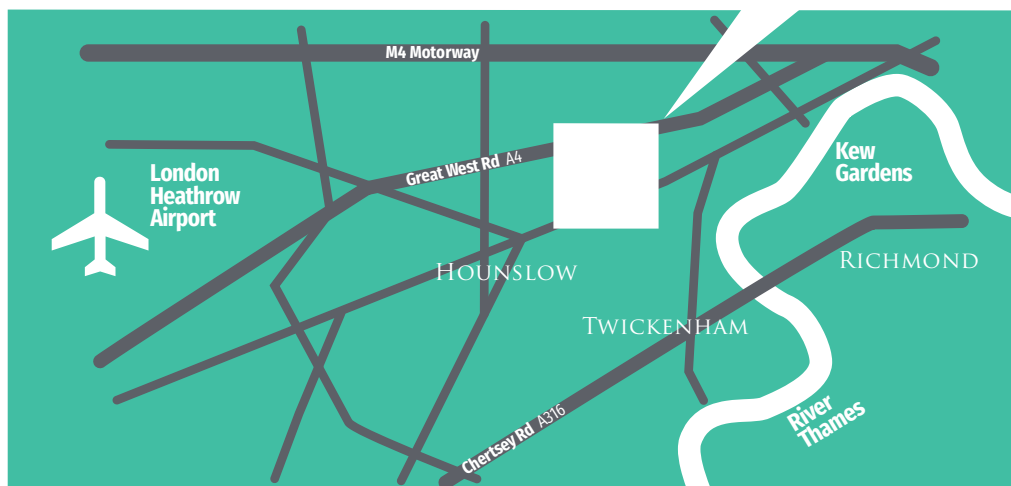 M4 Motorway
Great West Rd A4
London
Heathrow
Airport
Kew
Gardens
HOUNSLOW
RICHMOND
TWICKENHAM
Chertsey Rd A316
River
Thames